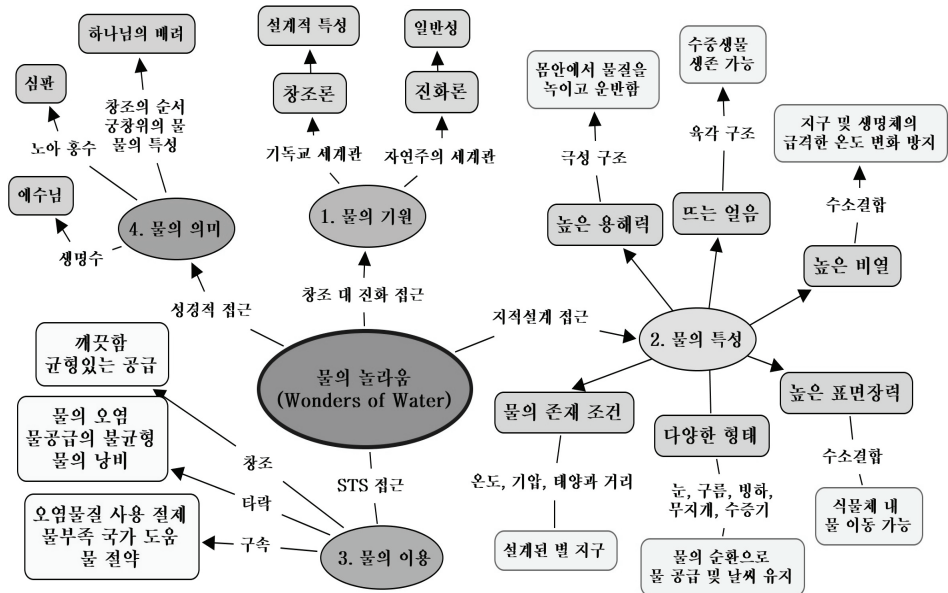 하나님의 배려
설계적 특성
일반성
수중생물
생존 가능
몸안에서 물질을
녹이고 운반함
심판
창조론
진화론
창조의 순서
궁창위의 물
물의 특성
지구 및 생명체의
급격한 온도 변화 방지
노아 홍수
기독교 세계관
자연주의 세계관
극성 구조
육각 구조
예수님
수소결합
4. 물의 의미
1. 물의 기원
높은 용해력
뜨는 얼음
생명수
높은 비열
성경적 접근
창조 대 진화 접근
지적설계 접근
2. 물의 특성
깨끗함
균형있는 공급
물의 놀라움
(Wonders of Water)
물의 존재 조건
다양한 형태
높은 표면장력
물의 오염
물공급의 불균형
물의 낭비
창조
STS 접근
온도, 기압, 태양과 거리
눈, 구름, 빙하,
무지개, 수증기
수소결합
타락
오염물질 사용 절제
물부족 국가 도움
물 절약
구속
3. 물의 이용
설계된 별 지구
물의 순환으로
물 공급 및 날씨 유지
식물체 내
물 이동 가능